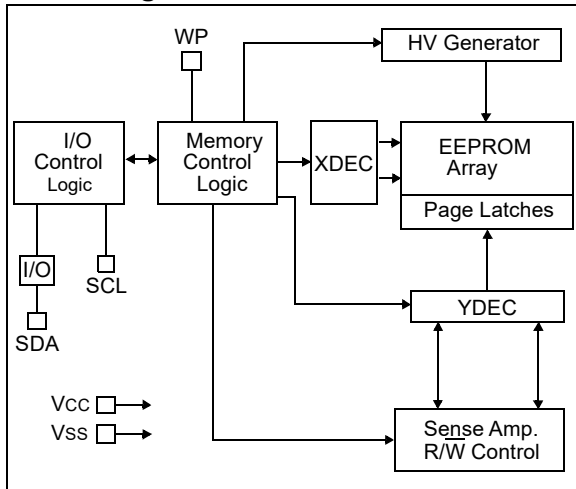 WP
HV Generator
I/O
Control
Logic
Memory
Control
Logic
XDEC
EEPROM
Array
Page Latches
I/O
SCL
SDA
YDEC
VCC
VSS
Sense Amp.
R/W̅ Control